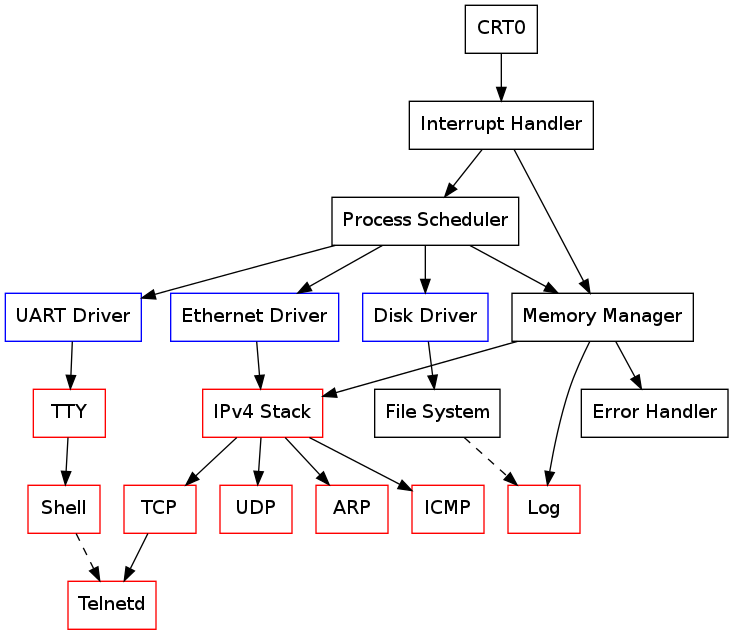 CRT0
Interrupt Handler
Process Scheduler
UART Driver
Ethernet Driver
Disk Driver
Memory Manager
TTY
IPv4 Stack
File System
Error Handler
Shell
TCP
UDP
ARP
ICMP
Log
Telnetd